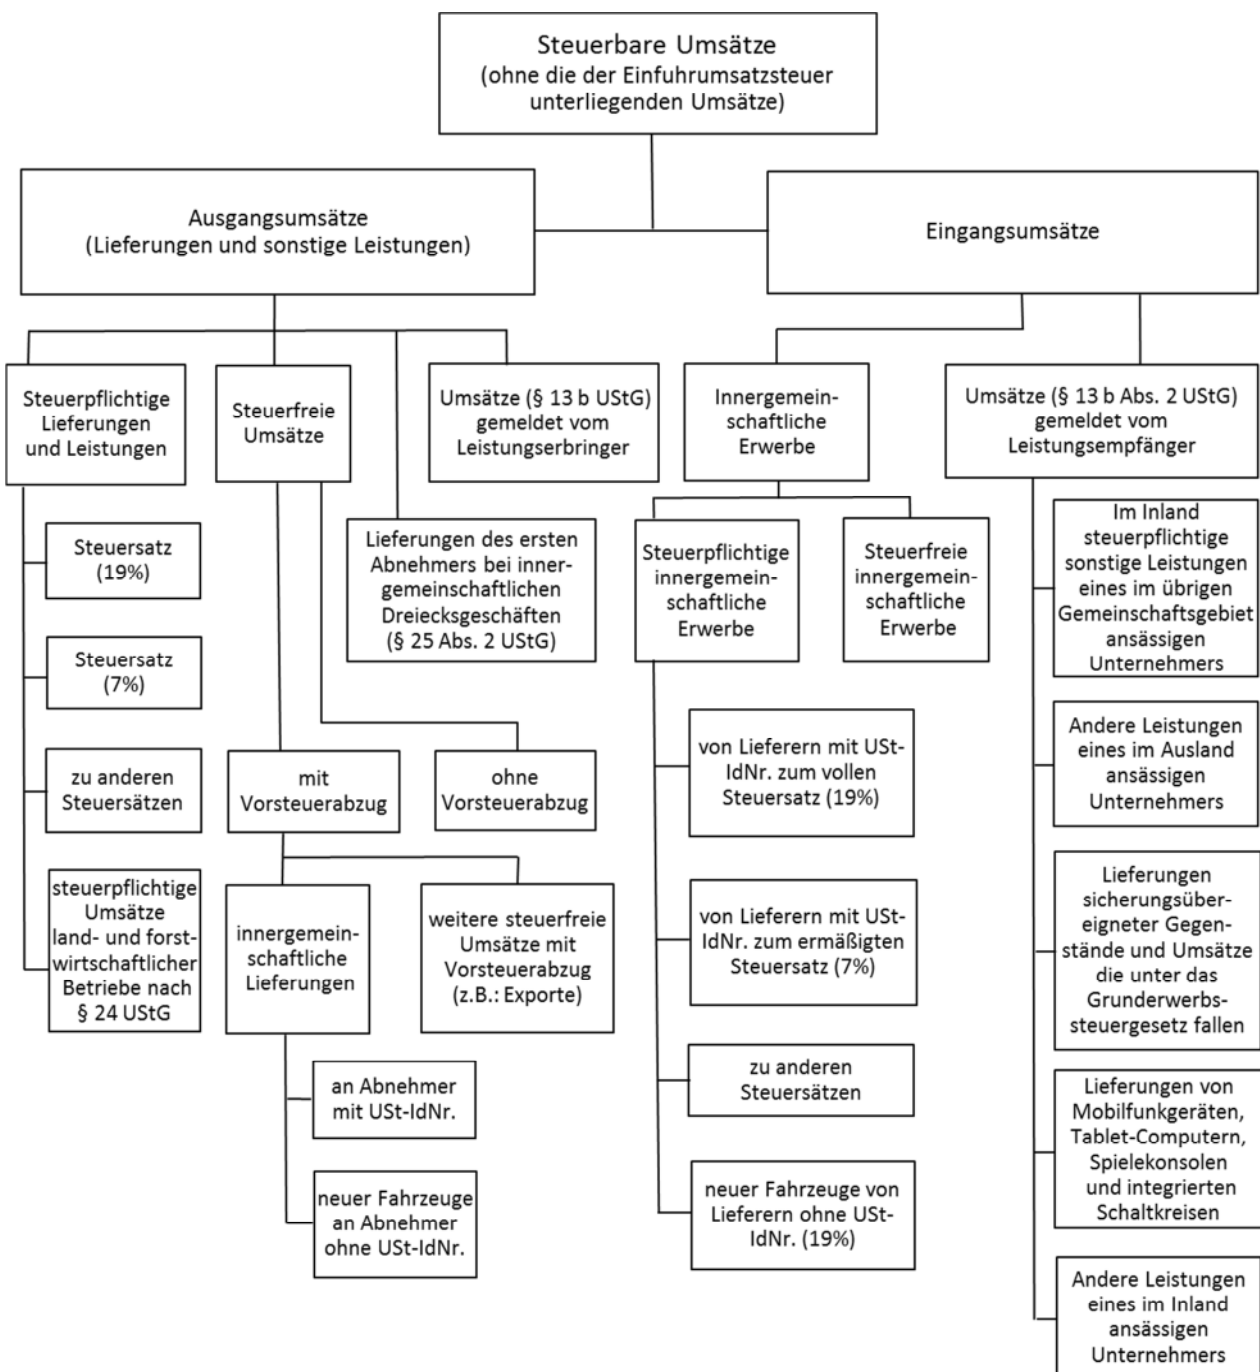 Steuerbare Umsätze
(ohne die der Einfuhrumsatzsteuer
unterliegenden Umsätze)
Ausgangsumsätze
(Lieferungen und sonstige Leistungen)
Eingangsumsätze
Steuerpflichtige
Lieferungen
und Leistungen
Steuerfreie
Umsätze
Umsätze (§ 13 b UStG)
gemeldet vom
Leistungserbringer
Innergemein-
schaftliche
Erwerbe
Umsätze (§ 13 b Abs. 2 UStG)
gemeldet vom
Leistungsempfänger
Steuersatz
(19%)
Steuersatz
(7%)
zu anderen
Steuersätzen
steuerpflichtige
Umsätze
land- und forst-
wirtschaftlicher
Betriebe nach
§ 24 UStG
Lieferungen des ersten
Abnehmers bei inner-
gemeinschaftlichen
Dreiecksgeschäften
(§ 25 Abs. 2 UStG)
mit
Vorsteuerabzug
ohne
Vorsteuerabzug
innergemein-
schaftliche
Lieferungen
weitere steuerfreie
Umsätze mit
Vorsteuerabzug
(z.B.: Exporte)
an Abnehmer
mit USt-IdNr.
neuer Fahrzeuge
an Abnehmer
ohne USt-IdNr.
Steuerpflichtige
innergemein-
schaftliche
Erwerbe
Steuerfreie
innergemein-
schaftliche
Erwerbe
von Lieferern mit USt-
IdNr. zum vollen
Steuersatz (19%)
von Lieferern mit USt-
IdNr. zum ermäßigten
Steuersatz (7%)
zu anderen
Steuersätzen
neuer Fahrzeuge von
Lieferern ohne USt-
IdNr. (19%)
Im Inland
steuerpflichtige
sonstige Leistungen
eines im übrigen
Gemeinschaftsgebiet
ansässigen
Unternehmers
Andere Leistungen
eines im Ausland
ansässigen
Unternehmers
Lieferungen
sicherungsüber-
eigneter Gegen-
stände und Umsätze
die unter das
Grunderwerbs-
steuergesetz fallen
Lieferungen von
Mobilfunkgeräten,
Tablet-Computern,
Spielekonsolen
und integrierten
Schaltkreisen
Andere Leistungen
eines im Inland
ansässigen
Unternehmers